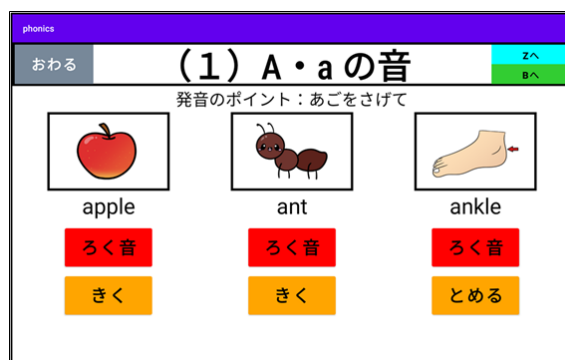 phonics
おわる
(1) A・a の音
Zへ
Bへ
発音のポイント：あごをさげて
apple
ant
ankle
ろく音
ろく音
ろく音
きく
きく
とめる